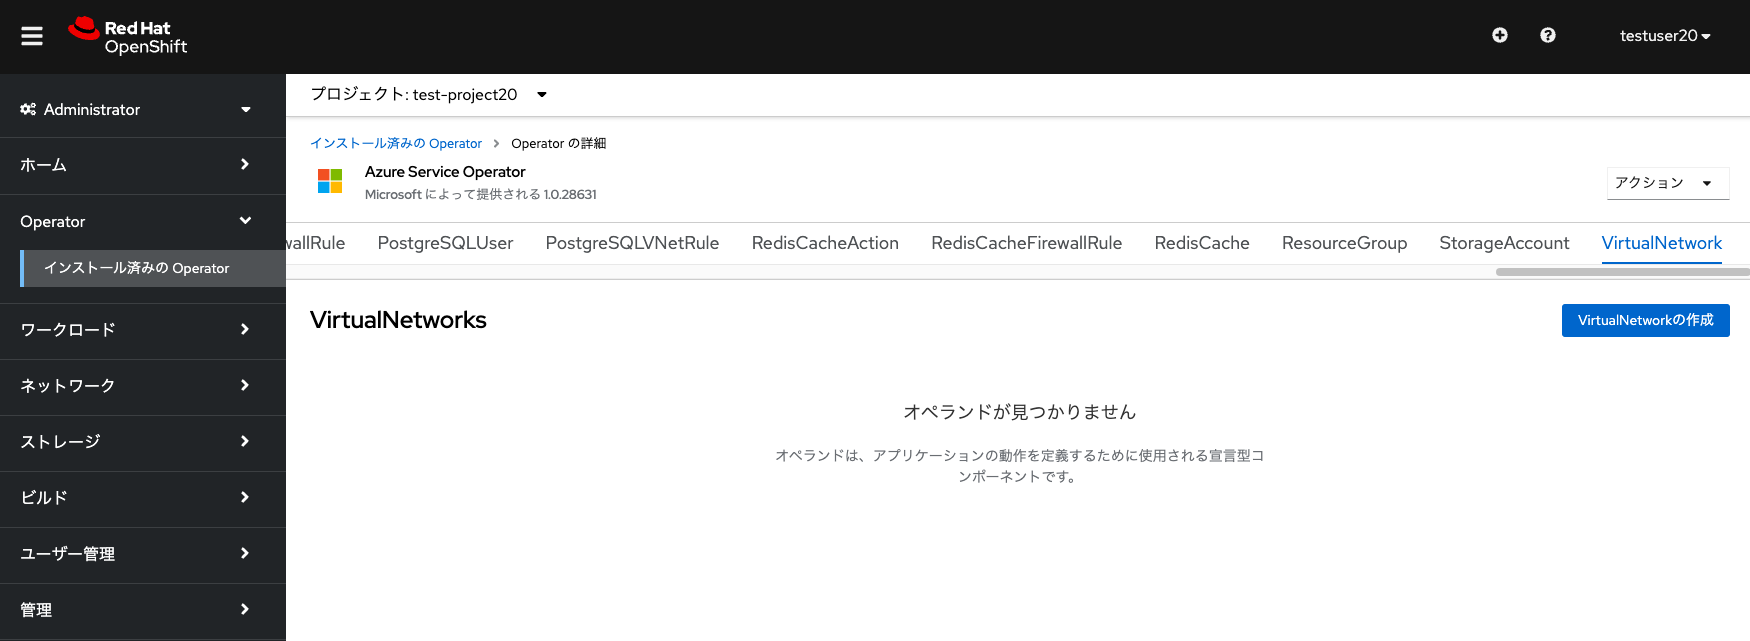 Red Hat
OpenShift
testuser20
Administrator
ホーム
Operator
インストール済みの Operator
ワークロード
ネットワーク
ストレージ
ビルド
ユーザー管理
管理
プロジェクト: test-project20
インストール済みの Operator > Operator の詳細
Azure Service Operator
Microsoft によって提供される 1.0.28631
アクション
wallRule PostgreSQLUser PostgreSQLVNetRule RedisCacheAction RedisCacheFirewallRule RedisCache ResourceGroup StorageAccount VirtualNetwork
VirtualNetworks
VirtualNetworkの作成
オペランドが見つかりません
オペランドは、アプリケーションの動作を定義するために使用される宣言型コ
ンポーネントです。